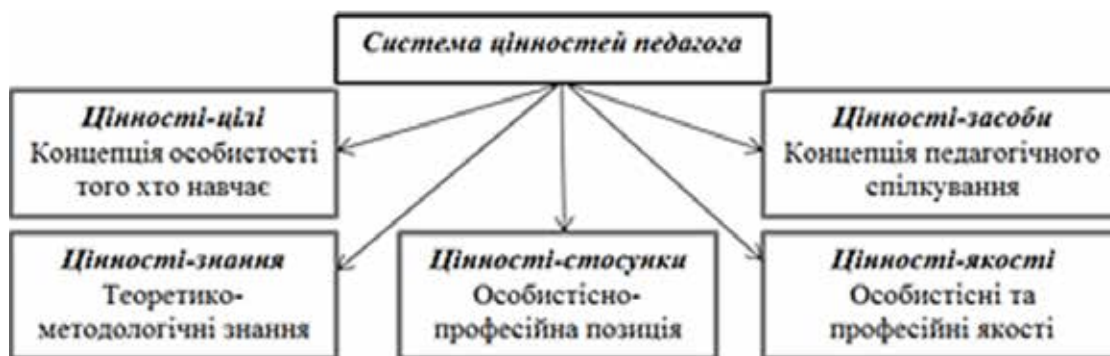 Система цінностей педагога
Цінності-цілі
Концепція особистості
того хто навчає
Цінності-засоби
Концепція педагогічного
спілкування
Цінності-знання
Теоретико-
методологічні знання
Цінності-стосунки
Особистісно-
професійна позиція
Цінності-якості
Особистісні та
професійні якості